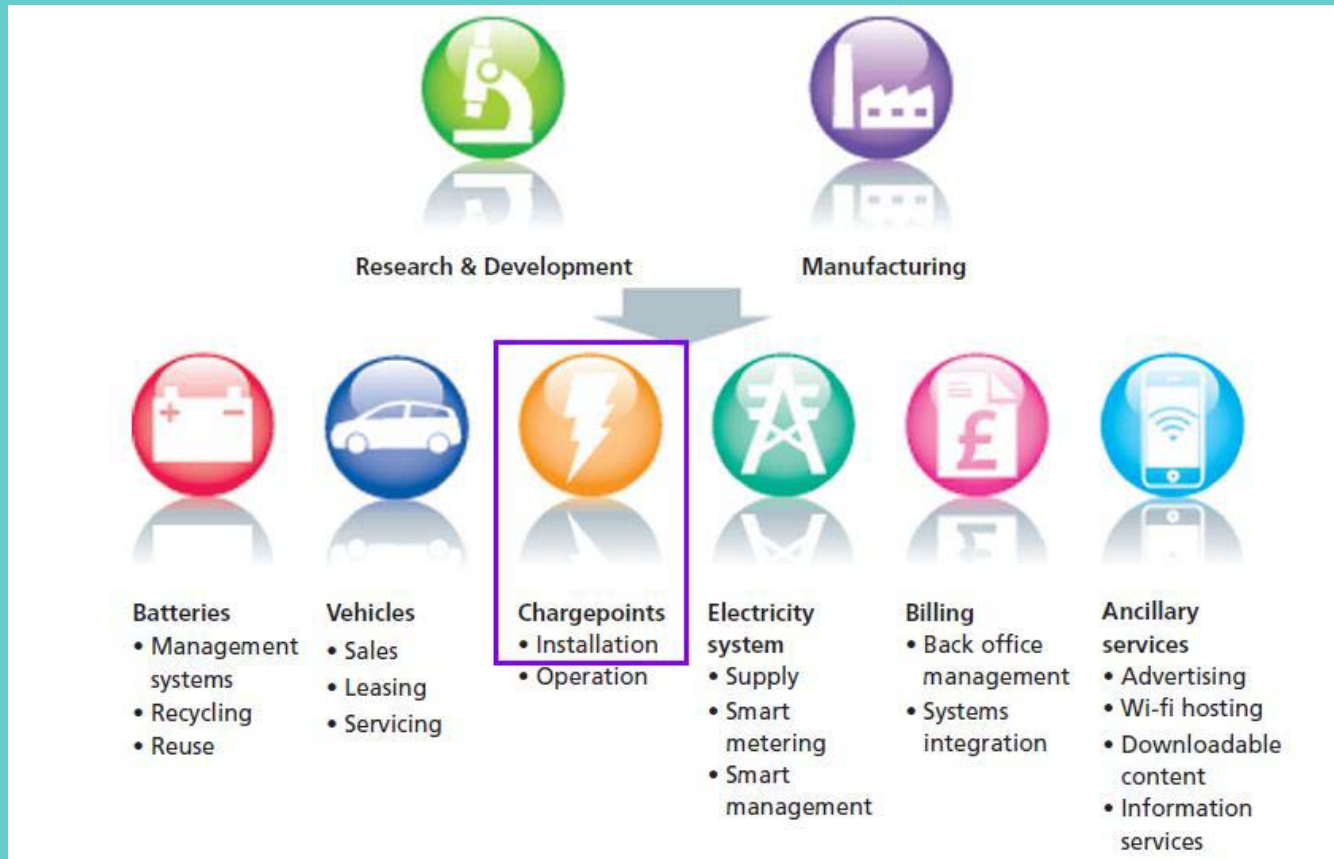 Research & Development
Manufacturing
+ -
£
Batteries
• Management
systems
• Recycling
• Reuse
Vehicles
• Sales
• Leasing
• Servicing
Chargepoints
• Installation
• Operation
Electricity
system
• Supply
• Smart
metering
• Smart
management
Billing
• Back office
management
• Systems
integration
Ancillary
services
• Advertising
• Wi-fi hosting
• Downloadable
content
• Information
services